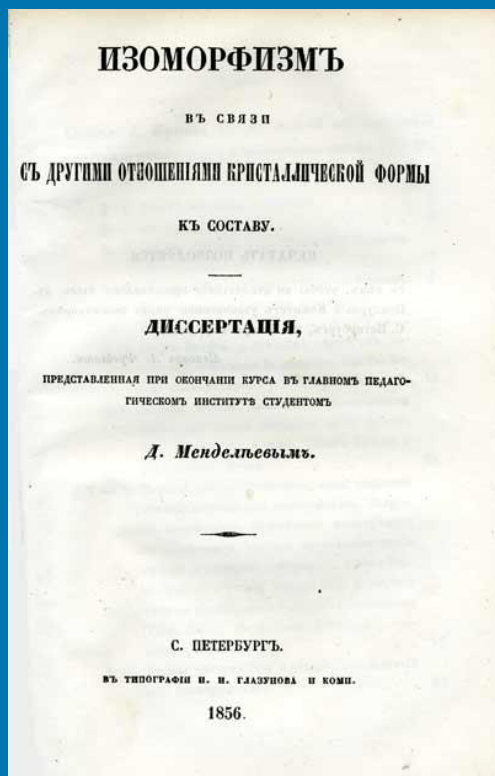 ИЗОМОРФИЗМЪ
ВЪ СВЯЗИ
СЪ ДРУГИМИ ОТНОШЕНІЯМИ КРИСТАЛЛИЧЕСКОЙ ФОРМЫ
КЪ СОСТАВУ.
ДИССЕРТАЦІЯ,
ПРЕДСТАВЛЕННАЯ ПРИ ОКОНЧАНІИ КУРСА ВЪ ГЛАВНОМЪ ПЕДАГО-
ГИЧЕСКОМЪ ИНСТИТУТѢ СТУДЕНТОМЪ
Д. Менделѣевымъ.
С. ПЕТЕРБУРГЪ.
ВЪ ТИПОГРАФІИ И. И. ГЛАЗУНОВА И КОМП.
1856.